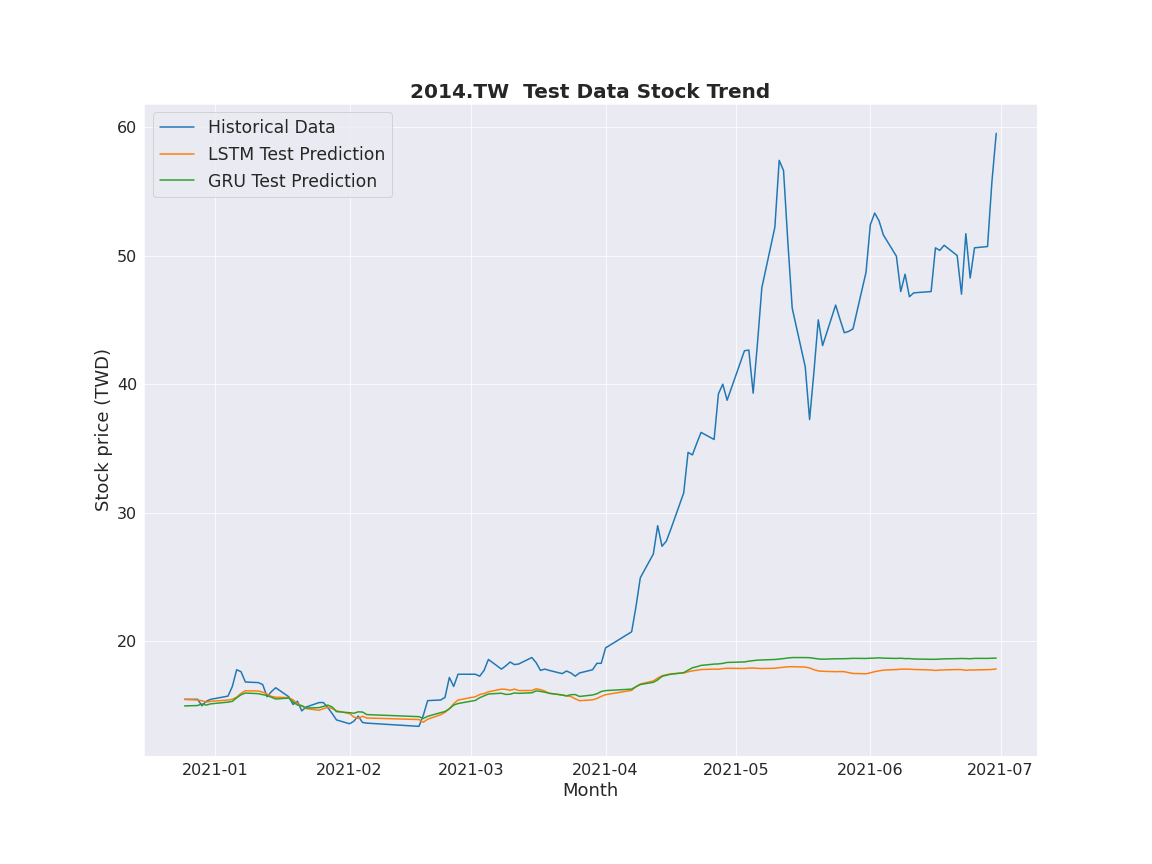 2014.TW  Test Data Stock Trend
Historical Data
LSTM Test Prediction
GRU Test Prediction
60
50
40
30
20
Stock price (TWD)
2021-01 2021-02 2021-03 2021-04 2021-05 2021-06 2021-07
Month